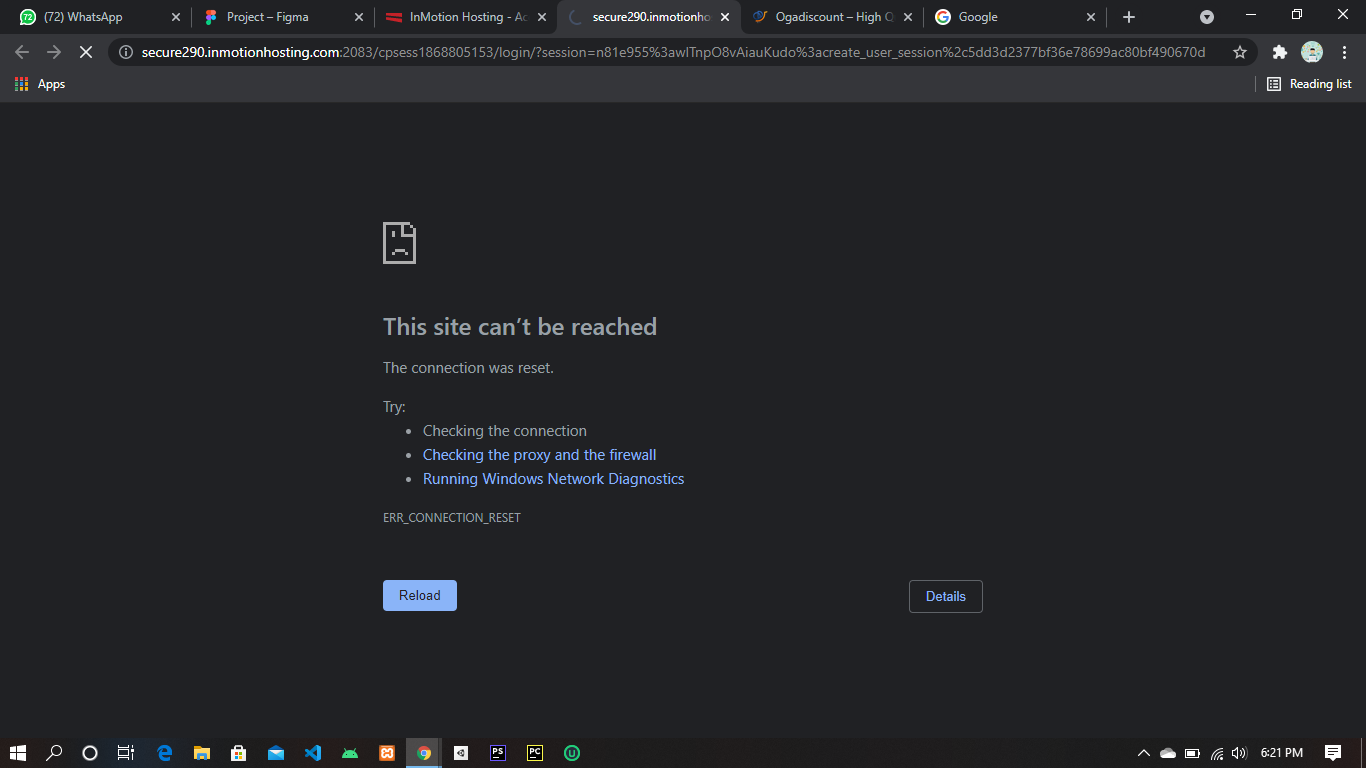 (72) WhatsApp
Project – Figma
InMotion Hosting - Ac
secure290.inmotionho
Ogadiscount – High Q
Google
secure290.inmotionhosting.com:2083/cpsess1868805153/login/?session=n81e955%3awITnpO8vAiauKudo%3acreate_user_session%2c5dd3d2377bf36e78699ac80bf490670d
Apps
Reading list
This site can’t be reached
The connection was reset.
Try:
Checking the connection
Checking the proxy and the firewall
Running Windows Network Diagnostics
ERR_CONNECTION_RESET
Reload
Details
PS
PC
6:21 PM